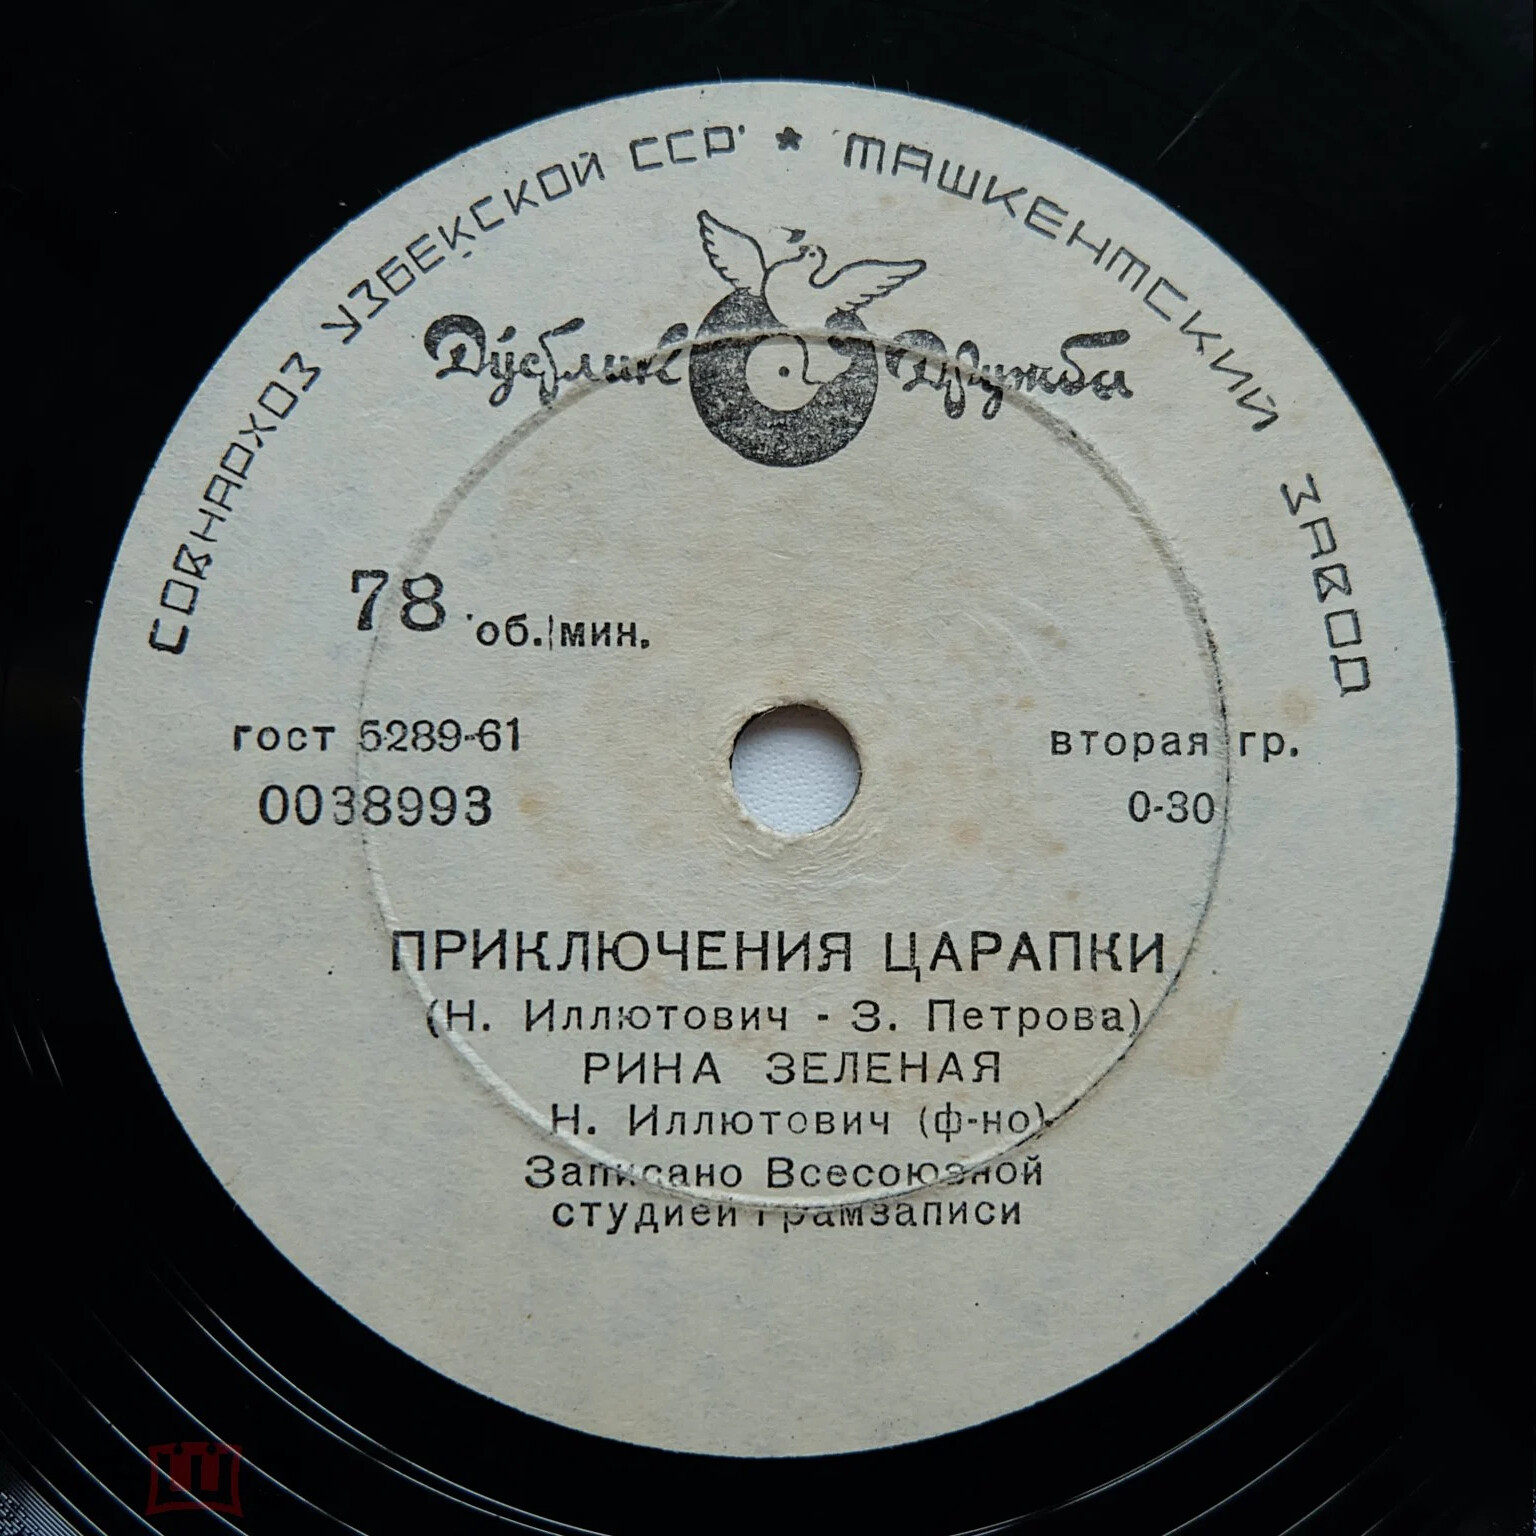 СОВНАРХОЗ УЗБЕКСКОЙ ССР ★ ТАШКЕНТСКИЙ ЗАВОД
Дӯстлик Дружба
78 об./мин.
гост 5289-61 вторая гр.
0038993 0-30
ПРИКЛЮЧЕНИЯ ЦАРАПКИ
(Н. Иллютович - З. Петрова)
РИНА ЗЕЛЕНАЯ
Н. Иллютович (ф-но)
Записано Всесоюзной
студией Грамзаписи